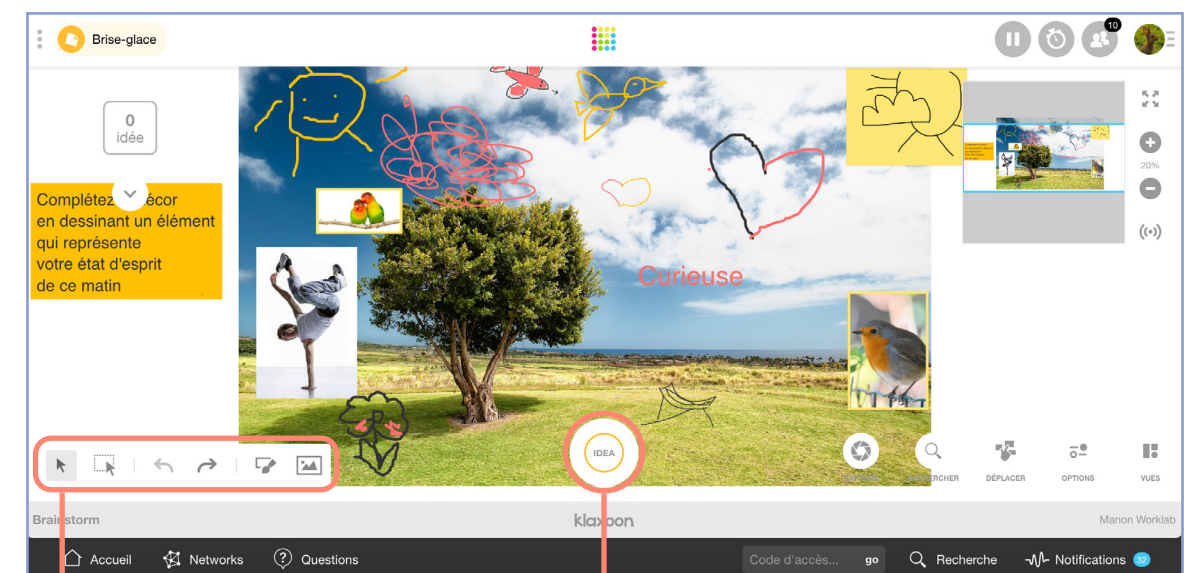 Brise-glace
10
0
idée
Complétez écor
en dessinant un élément
qui représente
votre état d'esprit
de ce matin
20%
Curieuse
IDEA
DÉPLACER
OPTIONS
VUES
Brainstorm
klaxoon
Manon Worklab
Accueil
Networks
Questions
Code d'accès...
go
Recherche
Notifications
32